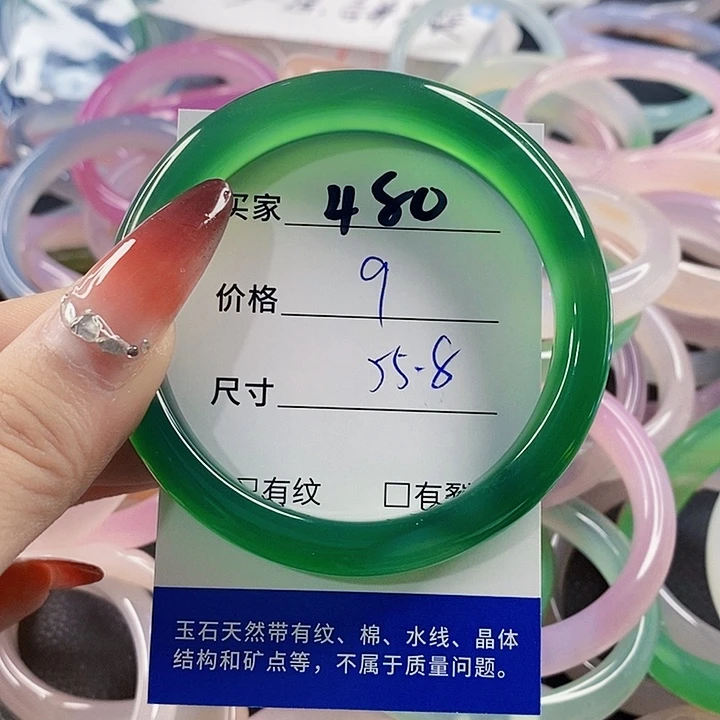 买家 480
价格 9
尺寸 55.8
□有纹 □有裂
玉石天然带有纹、棉、水线、晶体
结构和矿点等，不属于质量问题。